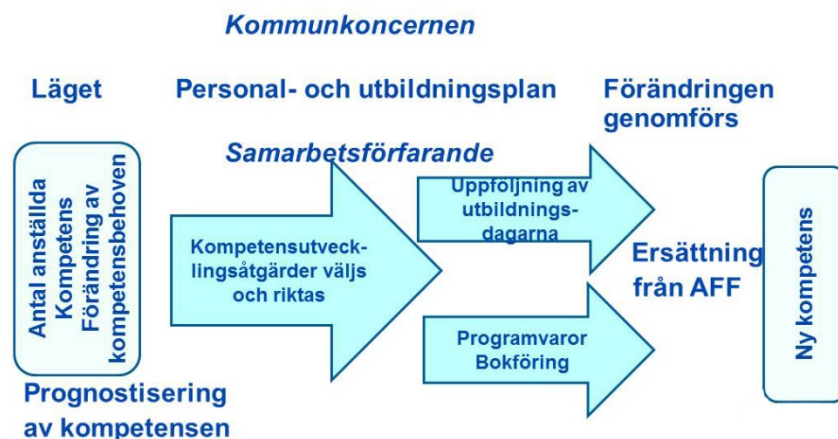 Kommunkoncernen
Läget
Personal- och utbildningsplan
Förändringen
genomförs
Samarbetsförfarande
Antal anställda
Kompetens
Förändring av
kompetensbehoven
Kompetensutveck-
lingsåtgärder väljs
och riktas
Uppföljning av
utbildnings-
dagarna
Programvaror
Bokföring
Ersättning
från AFF
Ny kompetens
Prognostisering
av kompetensen